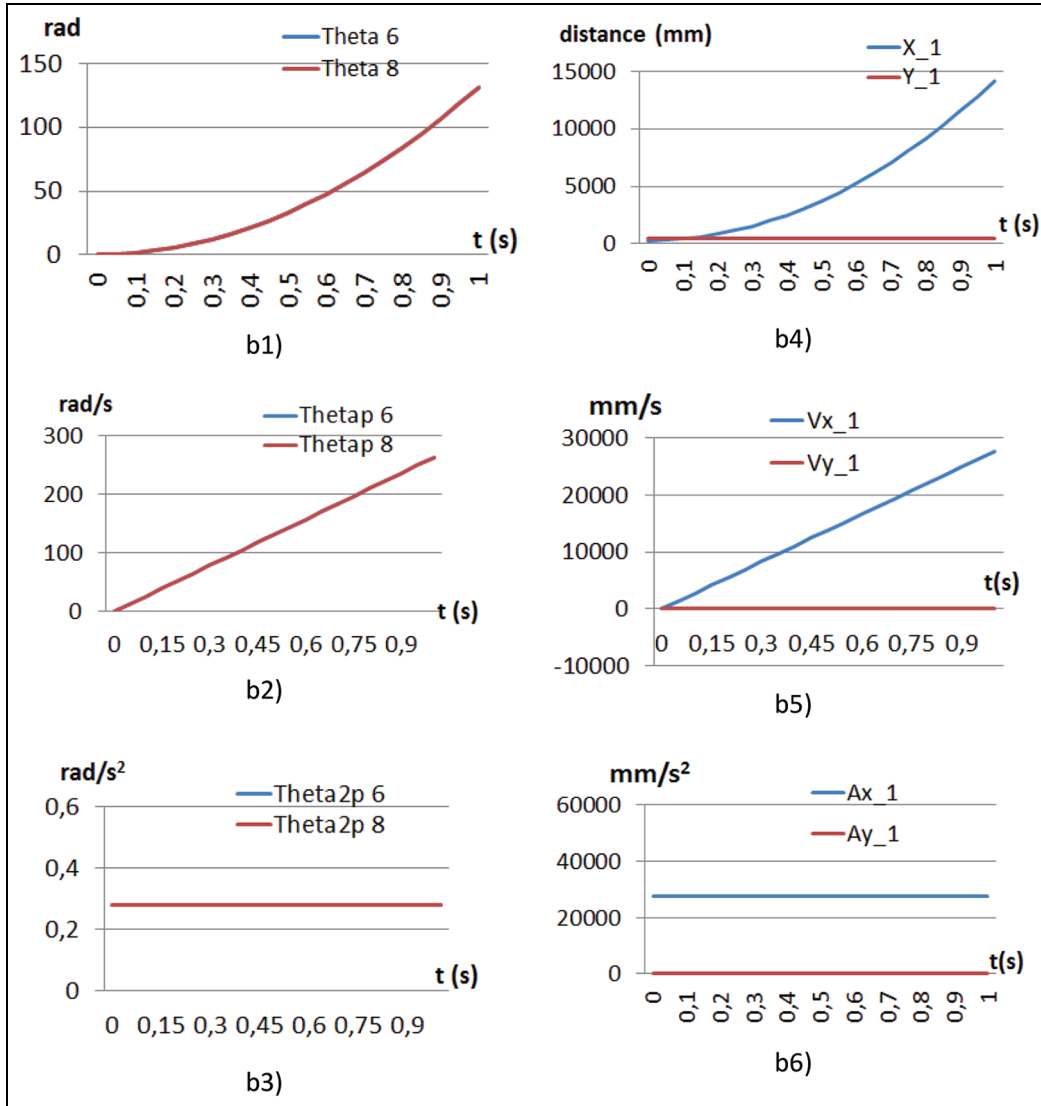 rad
Theta 6
Theta 8
150
100
50
0
t (s)
0 0,1 0,2 0,3 0,4 0,5 0,6 0,7 0,8 0,9 1
b1)
distance (mm)
X_1
Y_1
15000
10000
5000
0
t (s)
0 0,1 0,2 0,3 0,4 0,5 0,6 0,7 0,8 0,9 1
b4)
rad/s
Thetap 6
Thetap 8
300
200
100
0
t (s)
0 0,15 0,3 0,45 0,6 0,75 0,9
b2)
mm/s
Vx_1
Vy_1
30000
20000
10000
t(s)
0
0 0,15 0,3 0,45 0,6 0,75 0,9
-10000
b5)
rad/s²
Theta2p 6
Theta2p 8
0,6
0,4
0,2
t (s)
0
0 0,15 0,3 0,45 0,6 0,75 0,9
b3)
mm/s²
Ax_1
Ay_1
60000
40000
20000
t(s)
0
0 0,1 0,2 0,3 0,4 0,5 0,6 0,7 0,8 0,9 1
b6)